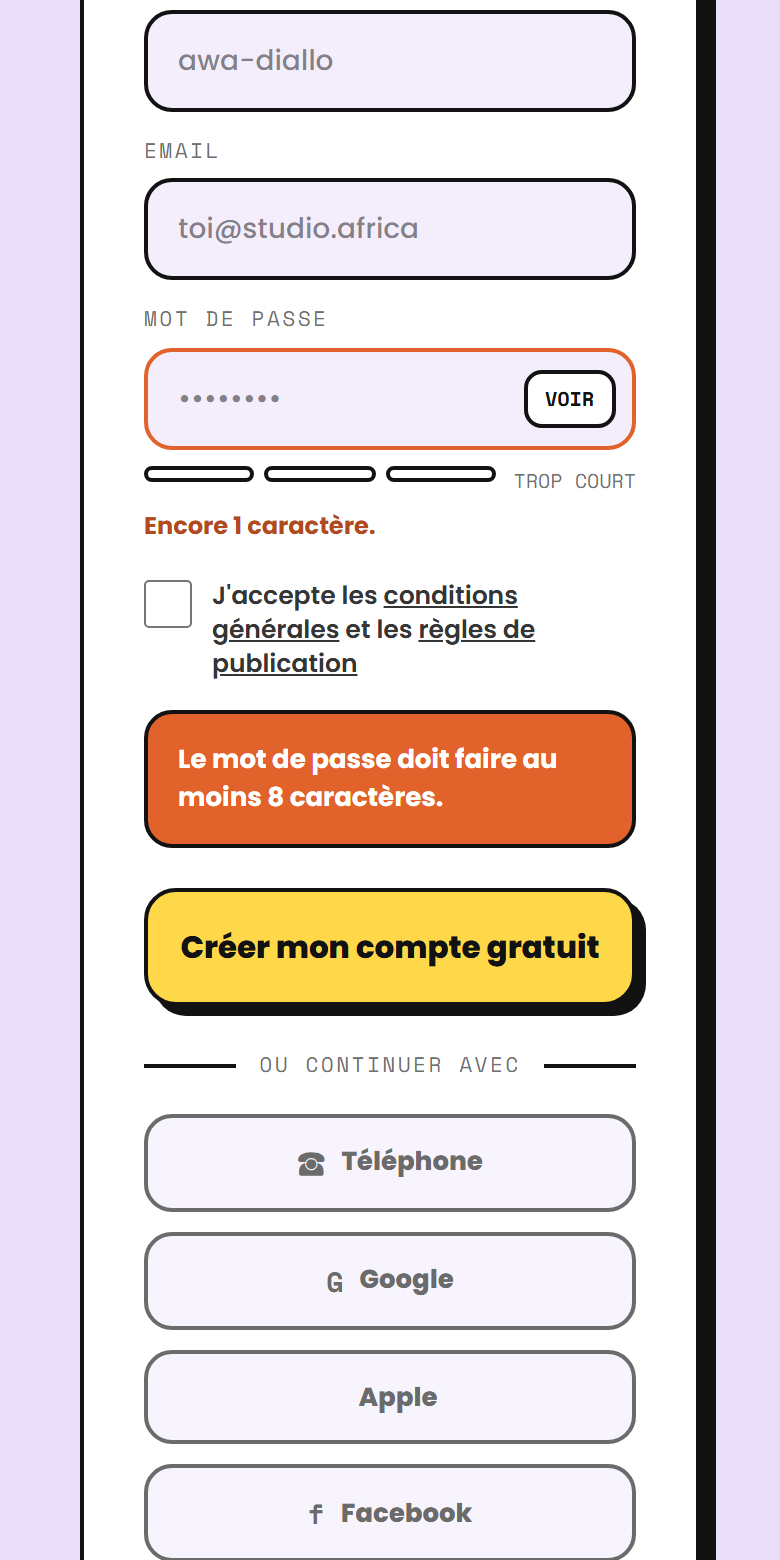 awa-diallo
EMAIL
toi@studio.africa
MOT DE PASSE
••••••••
VOIR
TROP COURT
Encore 1 caractère.
J'accepte les conditions
générales et les règles de
publication
Le mot de passe doit faire au
moins 8 caractères.
Créer mon compte gratuit
OU CONTINUER AVEC
☎ Téléphone
G Google
Apple
f Facebook